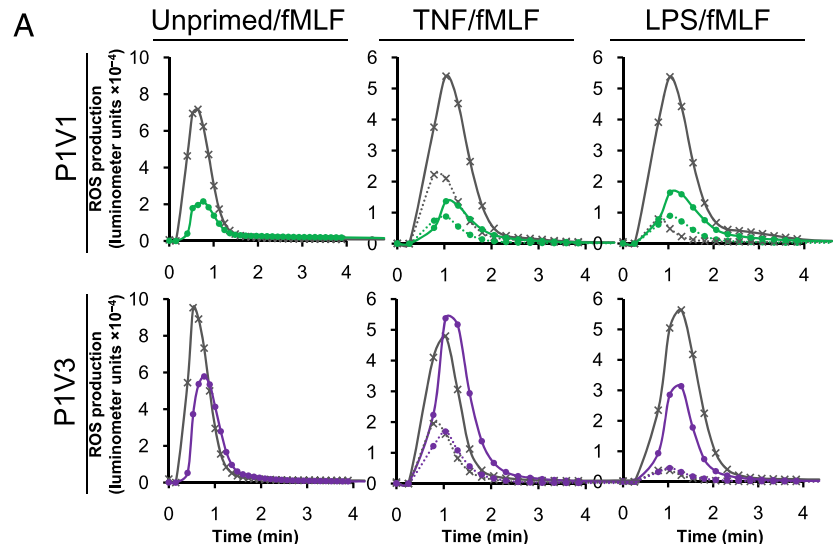 A
Unprimed/fMLF TNF/fMLF LPS/fMLF
P1V1
ROS production
(luminometer units ×10⁻⁴)
10
8
6
4
2
0
0 1 2 3 4
6
5
4
3
2
1
0
0 1 2 3 4
6
5
4
3
2
1
0
0 1 2 3 4
P1V3
ROS production
(luminometer units ×10⁻⁴)
10
8
6
4
2
0
0 1 2 3 4
Time (min)
6
5
4
3
2
1
0
0 1 2 3 4
Time (min)
6
5
4
3
2
1
0
0 1 2 3 4
Time (min)